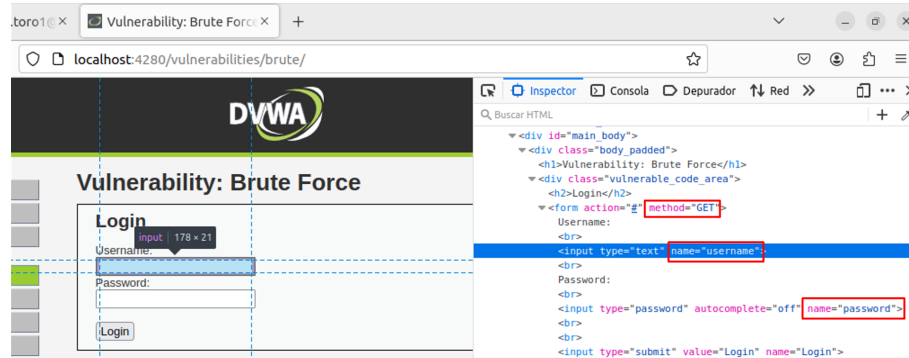 .toro1@ × Vulnerability: Brute Force × +
localhost:4280/vulnerabilities/brute/
DVWA
Vulnerability: Brute Force
Login
input | 178 × 21
Username:
Password:
Login
Inspector Consola Depurador Red
Buscar HTML
<div id="main_body">
<div class="body_padded">
<h1>Vulnerability: Brute Force</h1>
<div class="vulnerable_code_area">
<h2>Login</h2>
<form action="#" method="GET">
Username:
<br>
<input type="text" name="username">
<br>
Password:
<br>
<input type="password" autocomplete="off" name="password">
<br>
<br>
<input type="submit" value="Login" name="Login">